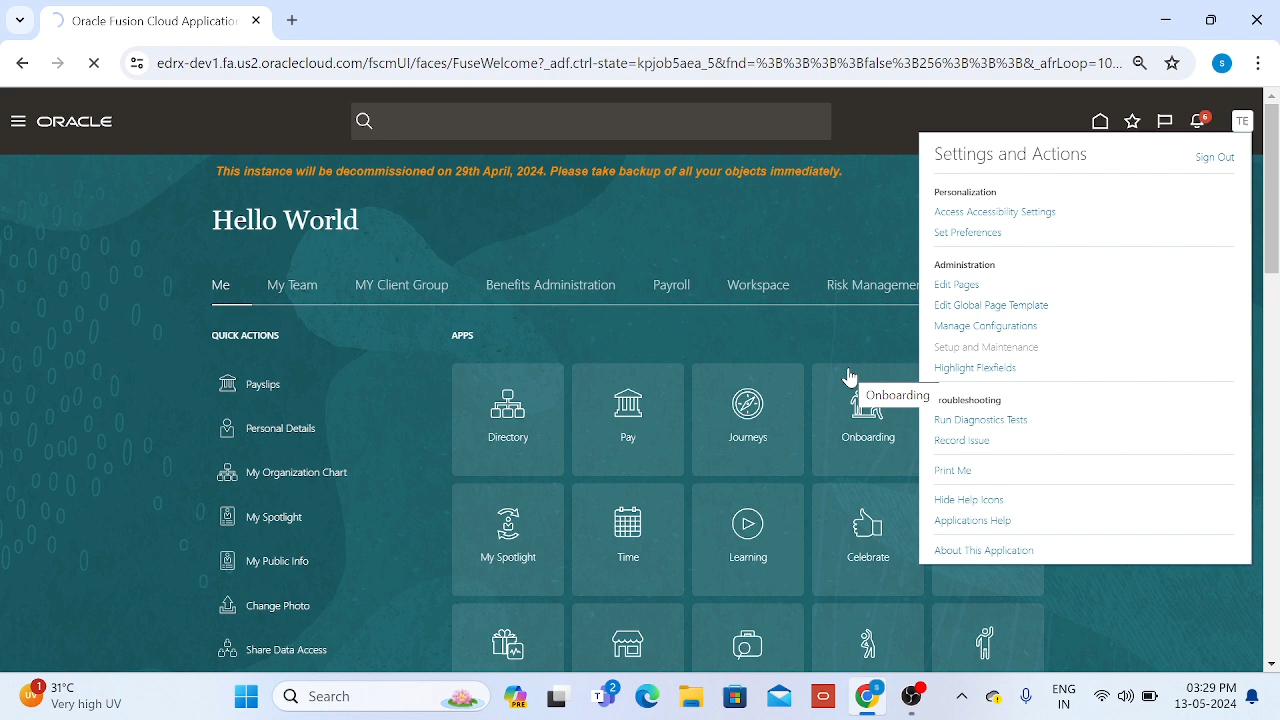 Oracle Fusion Cloud Application
edrx-dev1.fa.us2.oraclecloud.com/fscmUI/faces/FuseWelcome?_adf.ctrl-state=kpjob5aea_5&fnd=%3B%3B%3B%3Bfalse%3B256%3B%3B%3B&_afrLoop=10...
s
ORACLE
6
TE
This instance will be decommissioned on 29th April, 2024. Please take backup of all your objects immediately.
Hello World
Me
My Team
MY Client Group
Benefits Administration
Payroll
Workspace
Risk Managemen
QUICK ACTIONS
Payslips
Personal Details
My Organization Chart
My Spotlight
My Public Info
Change Photo
Share Data Access
APPS
Directory
Pay
Journeys
Onboarding
Onboarding
My Spotlight
Time
Learning
Celebrate
Settings and Actions
Sign Out
Personalization
Access Accessibility Settings
Set Preferences
Administration
Edit Pages
Edit Global Page Template
Manage Configurations
Setup and Maintenance
Highlight Flexfields
roubleshooting
Run Diagnostics Tests
Record Issue
Print Me
Hide Help Icons
Applications Help
About This Application
UV
1
31°C
Very high UV
Search
PRE
T
2
s
ENG
IN
03:29 PM
13-05-2024